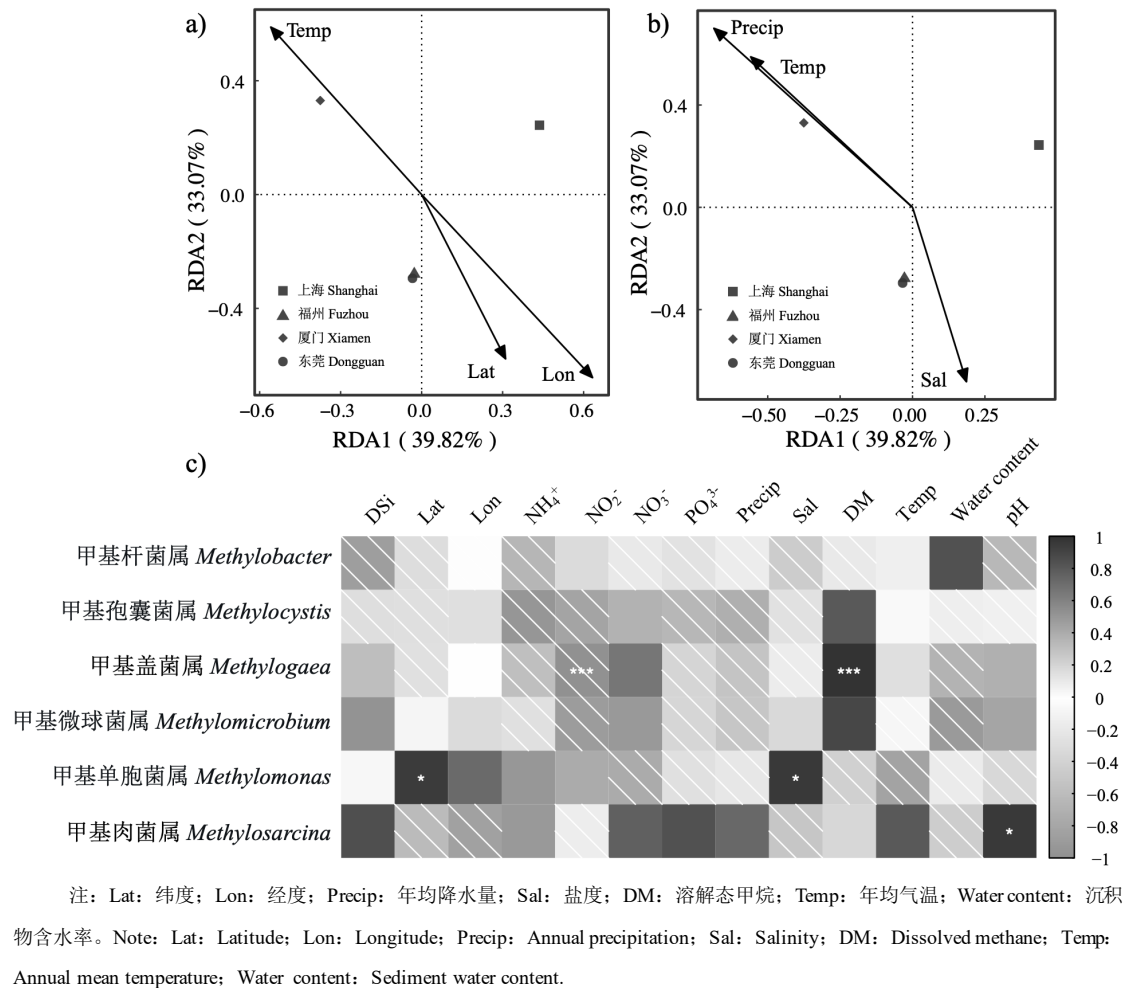 a)
Temp
Lat
Lon
0.4
0.0
−0.4
RDA2 ( 33.07% )
上海 Shanghai
福州 Fuzhou
厦门 Xiamen
东莞 Dongguan
−0.6 −0.3 0.0 0.3 0.6
RDA1 ( 39.82% )
b)
Precip
Temp
Sal
0.4
0.0
−0.4
RDA2 ( 33.07% )
上海 Shanghai
福州 Fuzhou
厦门 Xiamen
东莞 Dongguan
−0.50 −0.25 0.00 0.25
RDA1 ( 39.82% )
c)
DSi Lat Lon NH₄⁺ NO₂⁻ NO₃⁻ PO₄³⁻ Precip Sal DM Temp Water content pH
甲基杆菌属 Methylobacter
甲基孢囊菌属 Methylocystis
甲基盖菌属 Methylogaea *** ***
甲基微球菌属 Methylomicrobium
甲基单胞菌属 Methylomonas * *
甲基肉菌属 Methylosarcina *
1
0.8
0.6
0.4
0.2
0
−0.2
−0.4
−0.6
−0.8
−1
注：Lat：纬度；Lon：经度；Precip：年均降水量；Sal：盐度；DM：溶解态甲烷；Temp：年均气温；Water content：沉积
物含水率。Note：Lat：Latitude；Lon：Longitude；Precip：Annual precipitation；Sal：Salinity；DM：Dissolved methane；Temp：
Annual mean temperature；Water content：Sediment water content.